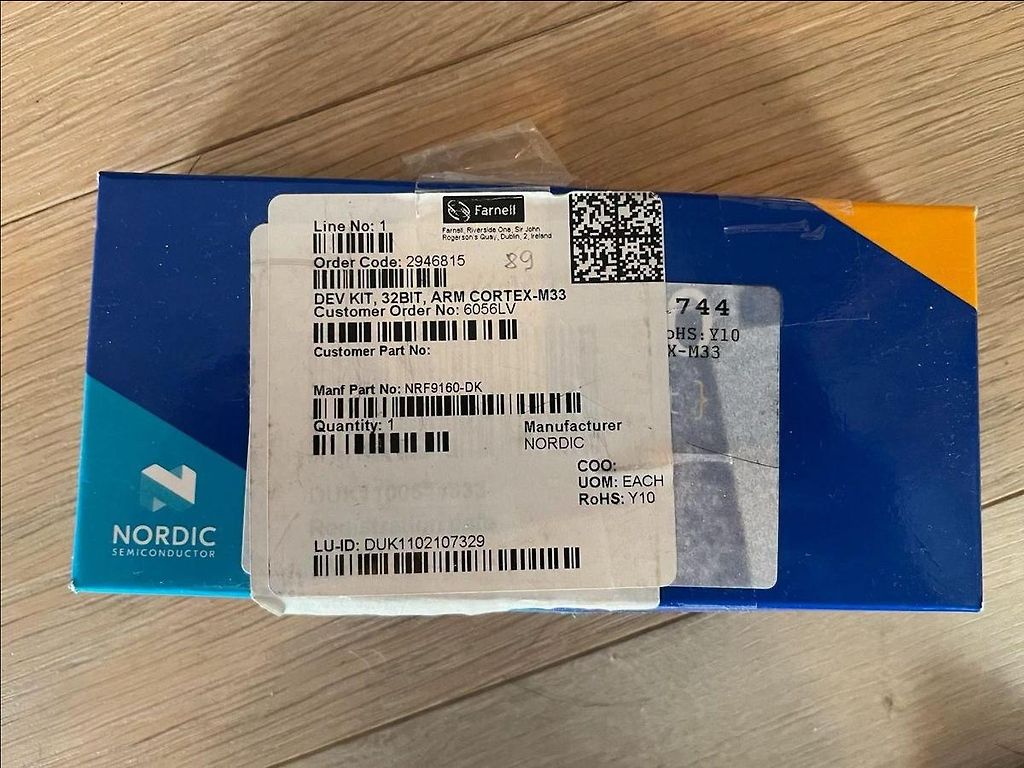 Farnell
Farnell, Riverside One, Sir John
Rogerson's Quay, Dublin, 2, Ireland
Line No: 1
Order Code: 2946815
89
DEV KIT, 32BIT, ARM CORTEX-M33
Customer Order No: 6056LV
Customer Part No:
Manf Part No: NRF9160-DK
Quantity: 1
Manufacturer
NORDIC
COO:
UOM: EACH
RoHS: Y10
LU-ID: DUK1102107329
744
HS:Y10
X-M33
NORDIC
SEMICONDUCTOR